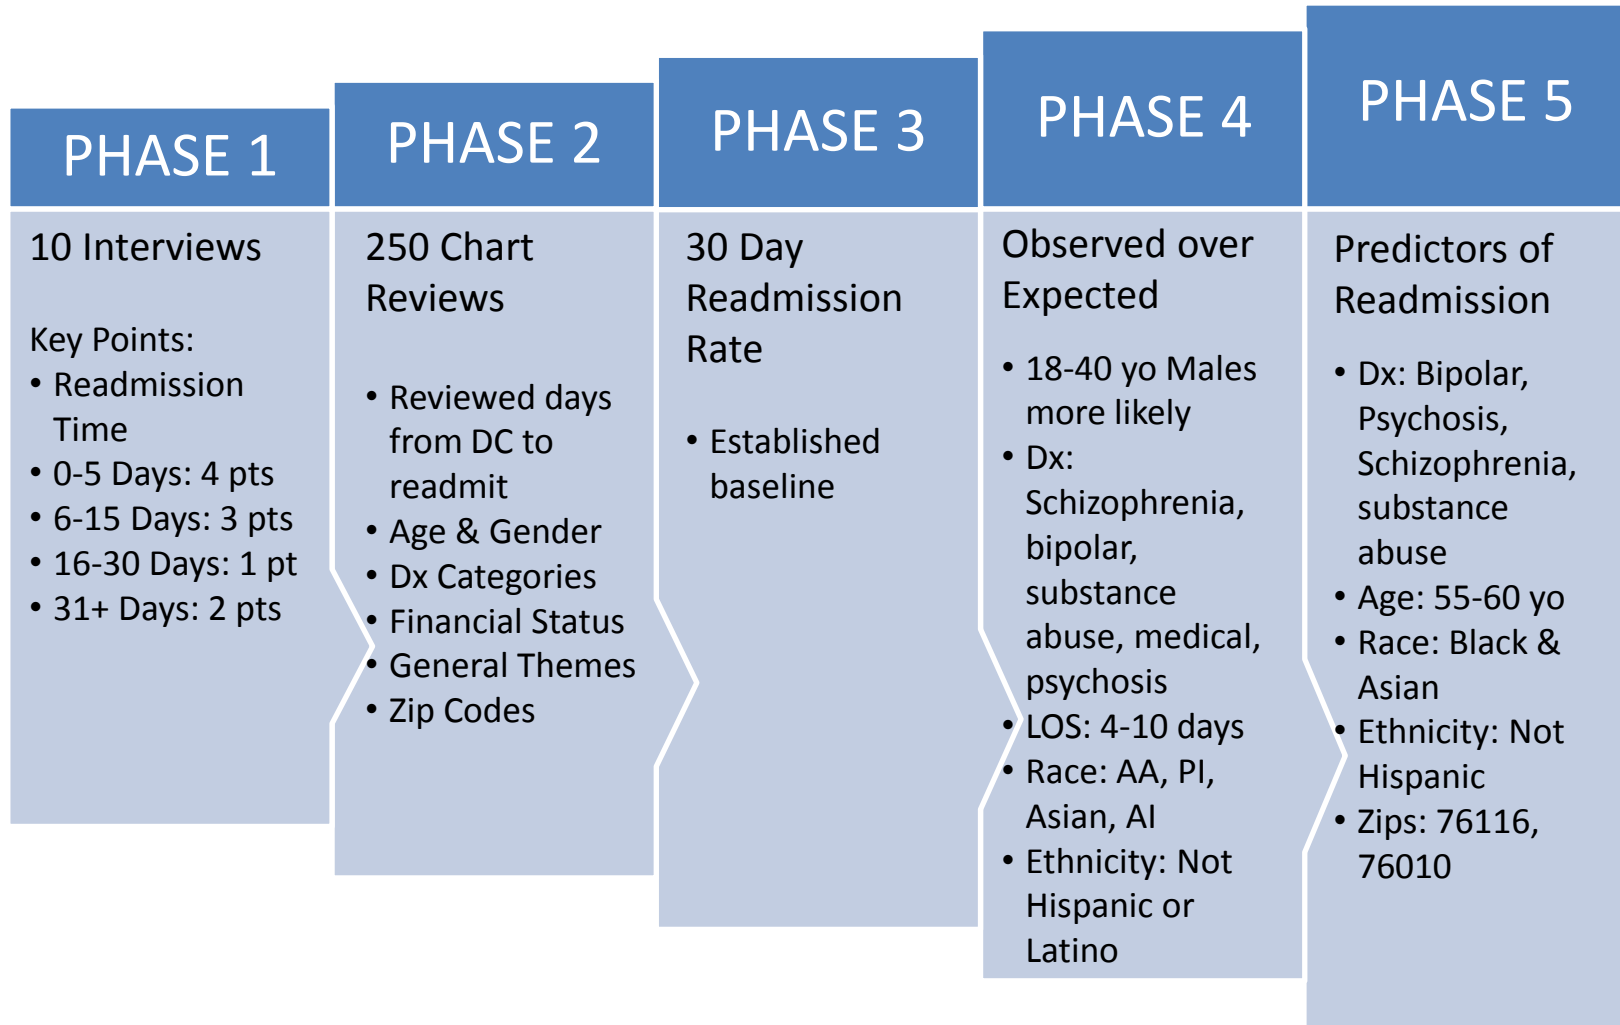 PHASE 1
10 Interviews
Key Points:
• Readmission
Time
• 0-5 Days: 4 pts
• 6-15 Days: 3 pts
• 16-30 Days: 1 pt
• 31+ Days: 2 pts
PHASE 2
250 Chart
Reviews
• Reviewed days
from DC to
readmit
• Age & Gender
• Dx Categories
• Financial Status
• General Themes
• Zip Codes
PHASE 3
30 Day
Readmission
Rate
• Established
baseline
PHASE 4
Observed over
Expected
• 18-40 yo Males
more likely
• Dx:
Schizophrenia,
bipolar,
substance
abuse, medical,
psychosis
• LOS: 4-10 days
• Race: AA, PI,
Asian, AI
• Ethnicity: Not
Hispanic or
Latino
PHASE 5
Predictors of
Readmission
• Dx: Bipolar,
Psychosis,
Schizophrenia,
substance
abuse
• Age: 55-60 yo
• Race: Black &
Asian
• Ethnicity: Not
Hispanic
• Zips: 76116,
76010